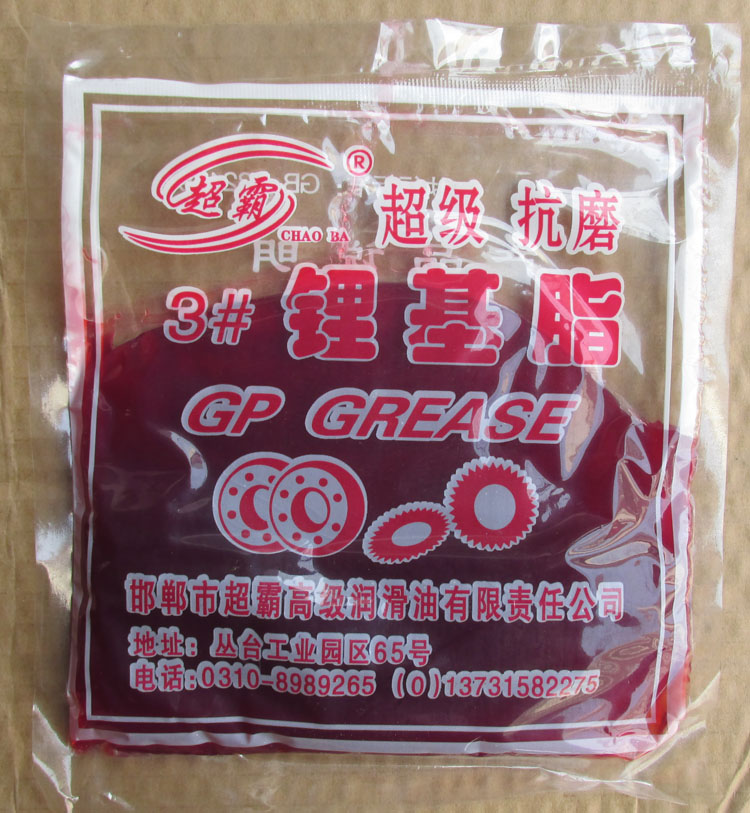 超霸®
CHAO BA
超级 抗磨
3# 锂基脂
GP GREASE
邯郸市超霸高级润滑油有限责任公司
地址：丛台工业园区65号
电话:0310-8989265 (0)13731582275